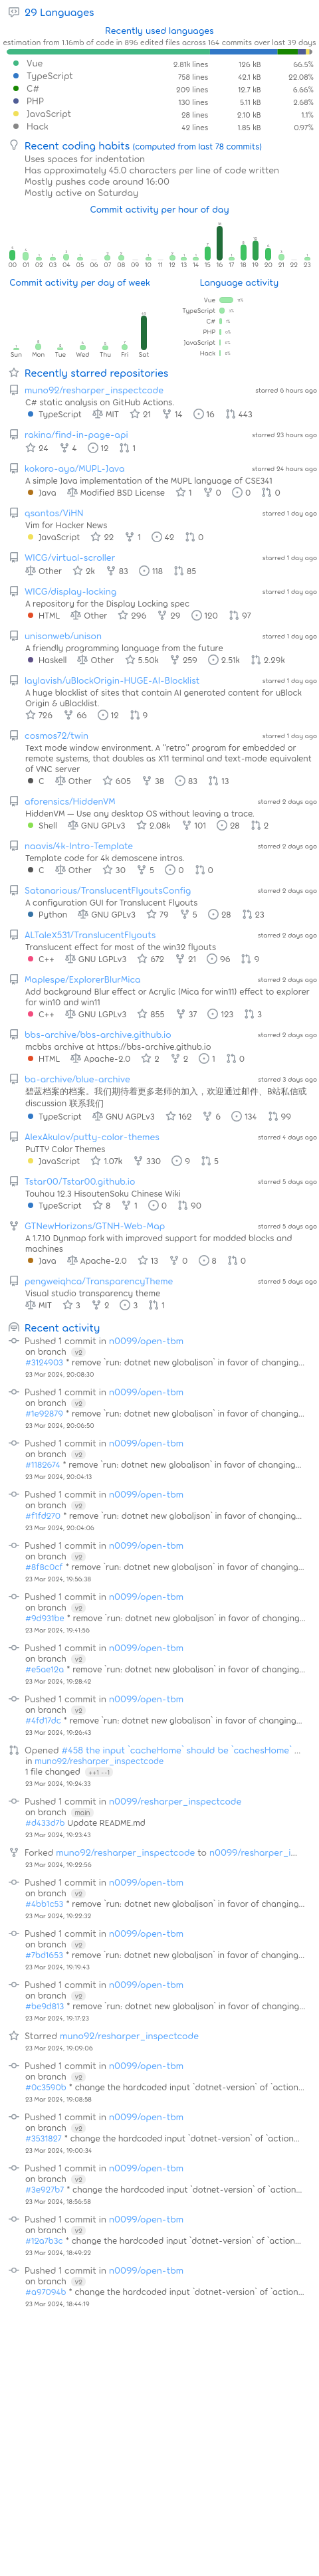 29 Languages
Recently used languages
estimation from 1.16mb of code in 896 edited files across 164 commits over last 39 days
Vue 2.81k lines 126 kB 66.5%
TypeScript 758 lines 42.1 kB 22.08%
C# 209 lines 12.7 kB 6.66%
PHP 130 lines 5.11 kB 2.68%
JavaScript 28 lines 2.10 kB 1.1%
Hack 42 lines 1.85 kB 0.97%
Recent coding habits (computed from last 78 commits)
Uses spaces for indentation
Has approximately 45.0 characters per line of code written
Mostly pushes code around 16:00
Mostly active on Saturday
Commit activity per hour of day
00 01 02 03 04 05 06 07 08 09 10 11 12 13 14 15 16 17 18 19 20 21 22 23
Commit activity per day of week
Sun Mon Tue Wed Thu Fri Sat
Language activity
Vue
TypeScript
C#
PHP
JavaScript
Hack
Recently starred repositories
muno92/resharper_inspectcode starred 6 hours ago
C# static analysis on GitHub Actions.
TypeScript MIT 21 14 16 443
rakina/find-in-page-api starred 23 hours ago
24 4 12 1
kokoro-aya/MUPL-Java starred 24 hours ago
A simple Java implementation of the MUPL language of CSE341
Java Modified BSD License 1 0 0 0
qsantos/ViHN starred 1 day ago
Vim for Hacker News
JavaScript 22 1 42 0
WICG/virtual-scroller starred 1 day ago
Other 2k 83 118 85
WICG/display-locking starred 1 day ago
A repository for the Display Locking spec
HTML Other 296 29 120 97
unisonweb/unison starred 1 day ago
A friendly programming language from the future
Haskell Other 5.50k 259 2.51k 2.29k
laylavish/uBlockOrigin-HUGE-AI-Blocklist starred 1 day ago
A huge blocklist of sites that contain AI generated content for uBlock
Origin & uBlacklist.
726 66 12 9
cosmos72/twin starred 1 day ago
Text mode window environment. A "retro" program for embedded or
remote systems, that doubles as X11 terminal and text-mode equivalent
of VNC server
C Other 605 38 83 13
aforensics/HiddenVM starred 2 days ago
HiddenVM — Use any desktop OS without leaving a trace.
Shell GNU GPLv3 2.08k 101 28 2
naavis/4k-Intro-Template starred 2 days ago
Template code for 4k demoscene intros.
C Other 30 5 0 0
Satanarious/TranslucentFlyoutsConfig starred 2 days ago
A configuration GUI for Translucent Flyouts
Python GNU GPLv3 79 5 28 23
ALTaleX531/TranslucentFlyouts starred 2 days ago
Translucent effect for most of the win32 flyouts
C++ GNU LGPLv3 672 21 96 9
Maplespe/ExplorerBlurMica starred 2 days ago
Add background Blur effect or Acrylic (Mica for win11) effect to explorer
for win10 and win11
C++ GNU LGPLv3 855 37 123 3
bbs-archive/bbs-archive.github.io starred 2 days ago
mcbbs archive at https://bbs-archive.github.io
HTML Apache-2.0 2 2 1 0
ba-archive/blue-archive starred 3 days ago
碧蓝档案的档案。我们期待着更多老师的加入，欢迎通过邮件、B站私信或
discussion 联系我们
TypeScript GNU AGPLv3 162 6 134 99
AlexAkulov/putty-color-themes starred 4 days ago
PuTTY Color Themes
JavaScript 1.07k 330 9 5
Tstar00/Tstar00.github.io starred 5 days ago
Touhou 12.3 HisoutenSoku Chinese Wiki
TypeScript 8 1 0 90
GTNewHorizons/GTNH-Web-Map starred 5 days ago
A 1.7.10 Dynmap fork with improved support for modded blocks and
machines
Java Apache-2.0 13 0 8 0
pengweiqhca/TransparencyTheme starred 5 days ago
Visual studio transparency theme
MIT 3 2 3 1
Recent activity
Pushed 1 commit in n0099/open-tbm
on branch v2
#3124903 * remove `run: dotnet new globaljson` in favor of changing...
23 Mar 2024, 20:08:30
Pushed 1 commit in n0099/open-tbm
on branch v2
#1e92879 * remove `run: dotnet new globaljson` in favor of changing...
23 Mar 2024, 20:06:50
Pushed 1 commit in n0099/open-tbm
on branch v2
#1182674 * remove `run: dotnet new globaljson` in favor of changing...
23 Mar 2024, 20:04:13
Pushed 1 commit in n0099/open-tbm
on branch v2
#f1fd270 * remove `run: dotnet new globaljson` in favor of changing...
23 Mar 2024, 20:04:06
Pushed 1 commit in n0099/open-tbm
on branch v2
#8f8c0cf * remove `run: dotnet new globaljson` in favor of changing...
23 Mar 2024, 19:56:38
Pushed 1 commit in n0099/open-tbm
on branch v2
#9d931be * remove `run: dotnet new globaljson` in favor of changing...
23 Mar 2024, 19:41:56
Pushed 1 commit in n0099/open-tbm
on branch v2
#e5ae12a * remove `run: dotnet new globaljson` in favor of changing...
23 Mar 2024, 19:28:42
Pushed 1 commit in n0099/open-tbm
on branch v2
#4fd17dc * remove `run: dotnet new globaljson` in favor of changing...
23 Mar 2024, 19:26:43
Opened #458 the input `cacheHome` should be `cachesHome` ...
in muno92/resharper_inspectcode
1 file changed ++1 --1
23 Mar 2024, 19:24:33
Pushed 1 commit in n0099/resharper_inspectcode
on branch main
#d433d7b Update README.md
23 Mar 2024, 19:23:43
Forked muno92/resharper_inspectcode to n0099/resharper_i...
23 Mar 2024, 19:22:56
Pushed 1 commit in n0099/open-tbm
on branch v2
#4bb1c53 * remove `run: dotnet new globaljson` in favor of changing...
23 Mar 2024, 19:22:32
Pushed 1 commit in n0099/open-tbm
on branch v2
#7bd1653 * remove `run: dotnet new globaljson` in favor of changing...
23 Mar 2024, 19:19:43
Pushed 1 commit in n0099/open-tbm
on branch v2
#be9d813 * remove `run: dotnet new globaljson` in favor of changing...
23 Mar 2024, 19:17:23
Starred muno92/resharper_inspectcode
23 Mar 2024, 19:09:06
Pushed 1 commit in n0099/open-tbm
on branch v2
#0c3590b * change the hardcoded input `dotnet-version` of `action...
23 Mar 2024, 19:08:58
Pushed 1 commit in n0099/open-tbm
on branch v2
#3531827 * change the hardcoded input `dotnet-version` of `action...
23 Mar 2024, 19:00:34
Pushed 1 commit in n0099/open-tbm
on branch v2
#3e927b7 * change the hardcoded input `dotnet-version` of `action...
23 Mar 2024, 18:56:58
Pushed 1 commit in n0099/open-tbm
on branch v2
#12a7b3c * change the hardcoded input `dotnet-version` of `action...
23 Mar 2024, 18:49:22
Pushed 1 commit in n0099/open-tbm
on branch v2
#a97094b * change the hardcoded input `dotnet-version` of `action...
23 Mar 2024, 18:44:19